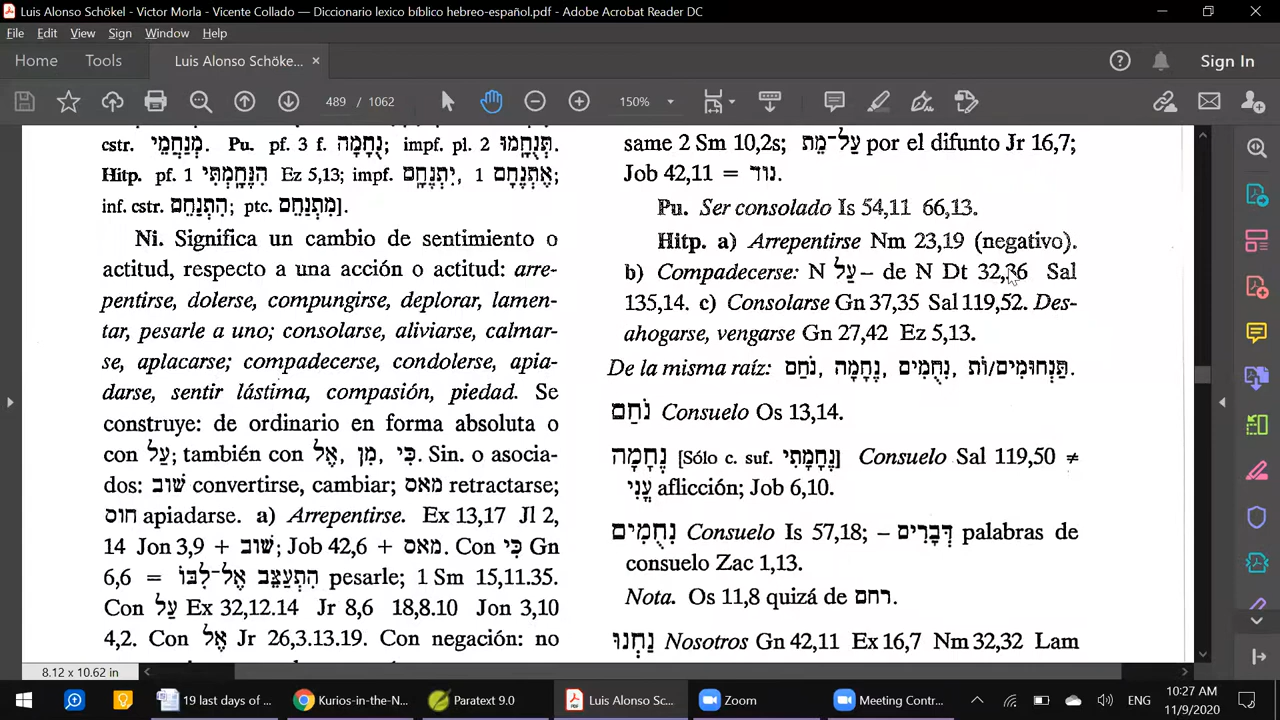 Luis Alonso Schökel - Victor Morla - Vicente Collado — Diccionario lexico bíblico hebreo-español.pdf - Adobe Acrobat Reader DC
File Edit View Sign Window Help
Home Tools Luis Alonso Schöke... × Sign In
489 / 1062 150%
cstr. מְנַחֲמֵי. Pu. pf. 3 f. נֻחָמָה; impf. pl. 2 תְּנֻחָמוּ.
Hitp. pf. 1 הִנֶּחָמְתִּי Ez 5,13; impf. יִתְנֶחָם, 1 אֶתְנֶחָם;
inf. cstr. הִתְנַחֵם; ptc. מִתְנַחֵם].
Ni. Significa un cambio de sentimiento o
actitud, respecto a una acción o actitud: arre-
pentirse, dolerse, compungirse, deplorar, lamen-
tar, pesarle a uno; consolarse, aliviarse, calmar-
se, aplacarse; compadecerse, condolerse, apia-
darse, sentir lástima, compasión, piedad. Se
construye: de ordinario en forma absoluta o
con עַל; también con כִּי, מִן, אֶל. Sin. o asocia-
dos: שׁוּב convertirse, cambiar; מאס retractarse;
חוס apiadarse. a) Arrepentirse. Ex 13,17 Jl 2,
14 Jon 3,9 + שׁוּב; Job 42,6 + מאס. Con כִּי Gn
6,6 = הִתְעַצֵּב אֶל־לִבּוֹ pesarle; 1 Sm 15,11.35.
Con עַל Ex 32,12.14 Jr 8,6 18,8.10 Jon 3,10
4,2. Con אֶל Jr 26,3.13.19. Con negación: no
same 2 Sm 10,2s; עַל־מֵת por el difunto Jr 16,7;
Job 42,11 = נוד.
Pu. Ser consolado Is 54,11 66,13.
Hitp. a) Arrepentirse Nm 23,19 (negativo).
b) Compadecerse: N עַל– de N Dt 32,36 Sal
135,14. c) Consolarse Gn 37,35 Sal 119,52. Des-
ahogarse, vengarse Gn 27,42 Ez 5,13.
De la misma raíz: נֹחַם, נֶחָמָה, נִחֻמִים, תַּנְחוּמִים/וֹת.
נֹחַם Consuelo Os 13,14.
נֶחָמָה [Sólo c. suf. נֶחָמָתִי] Consuelo Sal 119,50 ≠
עֳנִי aflicción; Job 6,10.
נִחֻמִים Consuelo Is 57,18; – דְּבָרִים palabras de
consuelo Zac 1,13.
Nota. Os 11,8 quizá de רחם.
נַחְנוּ Nosotros Gn 42,11 Ex 16,7 Nm 32,32 Lam
8.12 x 10.62 in
19 last days of ... Kurios-in-the-N... Paratext 9.0 Luis Alonso Sc... Zoom Meeting Contr... ENG 10:27 AM
11/9/2020